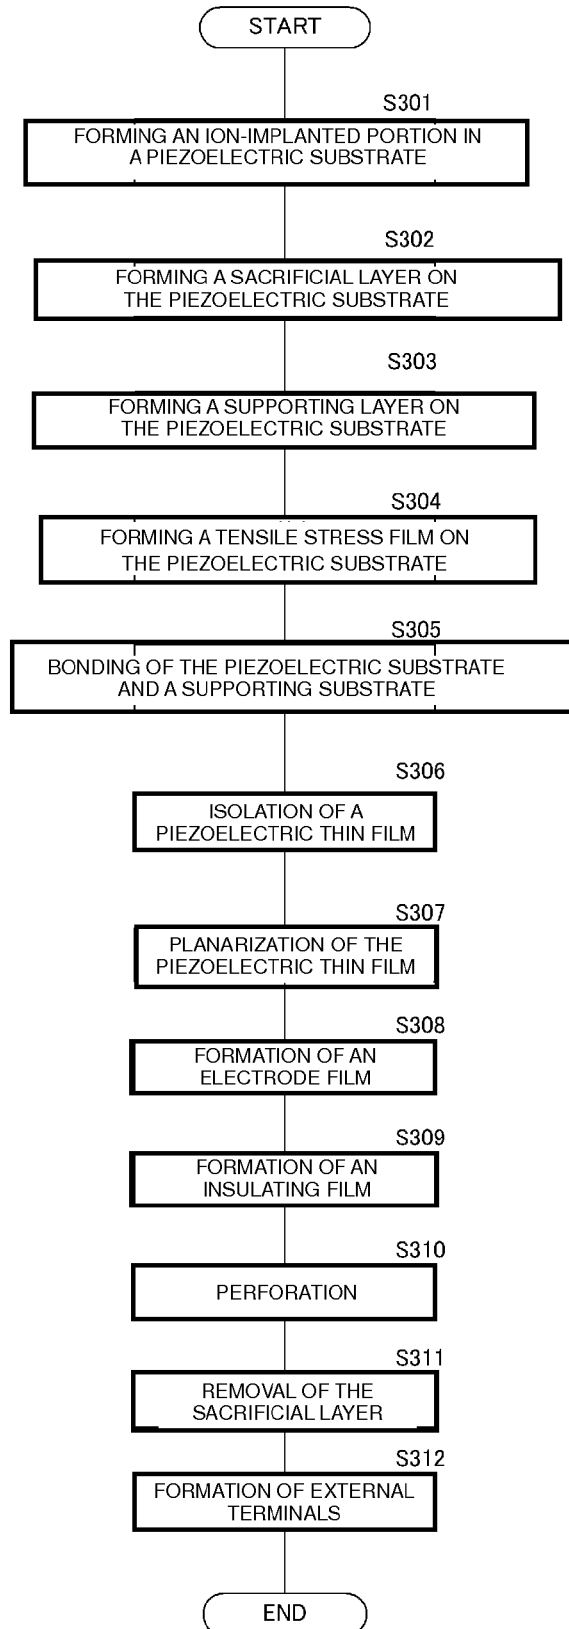 START
S301
FORMING AN ION-IMPLANTED PORTION IN
A PIEZOELECTRIC SUBSTRATE
S302
FORMING A SACRIFICIAL LAYER ON
THE PIEZOELECTRIC SUBSTRATE
S303
FORMING A SUPPORTING LAYER ON
THE PIEZOELECTRIC SUBSTRATE
S304
FORMING A TENSILE STRESS FILM ON
THE PIEZOELECTRIC SUBSTRATE
S305
BONDING OF THE PIEZOELECTRIC SUBSTRATE
AND A SUPPORTING SUBSTRATE
S306
ISOLATION OF A
PIEZOELECTRIC THIN FILM
S307
PLANARIZATION OF THE
PIEZOELECTRIC THIN FILM
S308
FORMATION OF AN
ELECTRODE FILM
S309
FORMATION OF AN
INSULATING FILM
S310
PERFORATION
S311
REMOVAL OF THE
SACRIFICIAL LAYER
S312
FORMATION OF EXTERNAL
TERMINALS
END